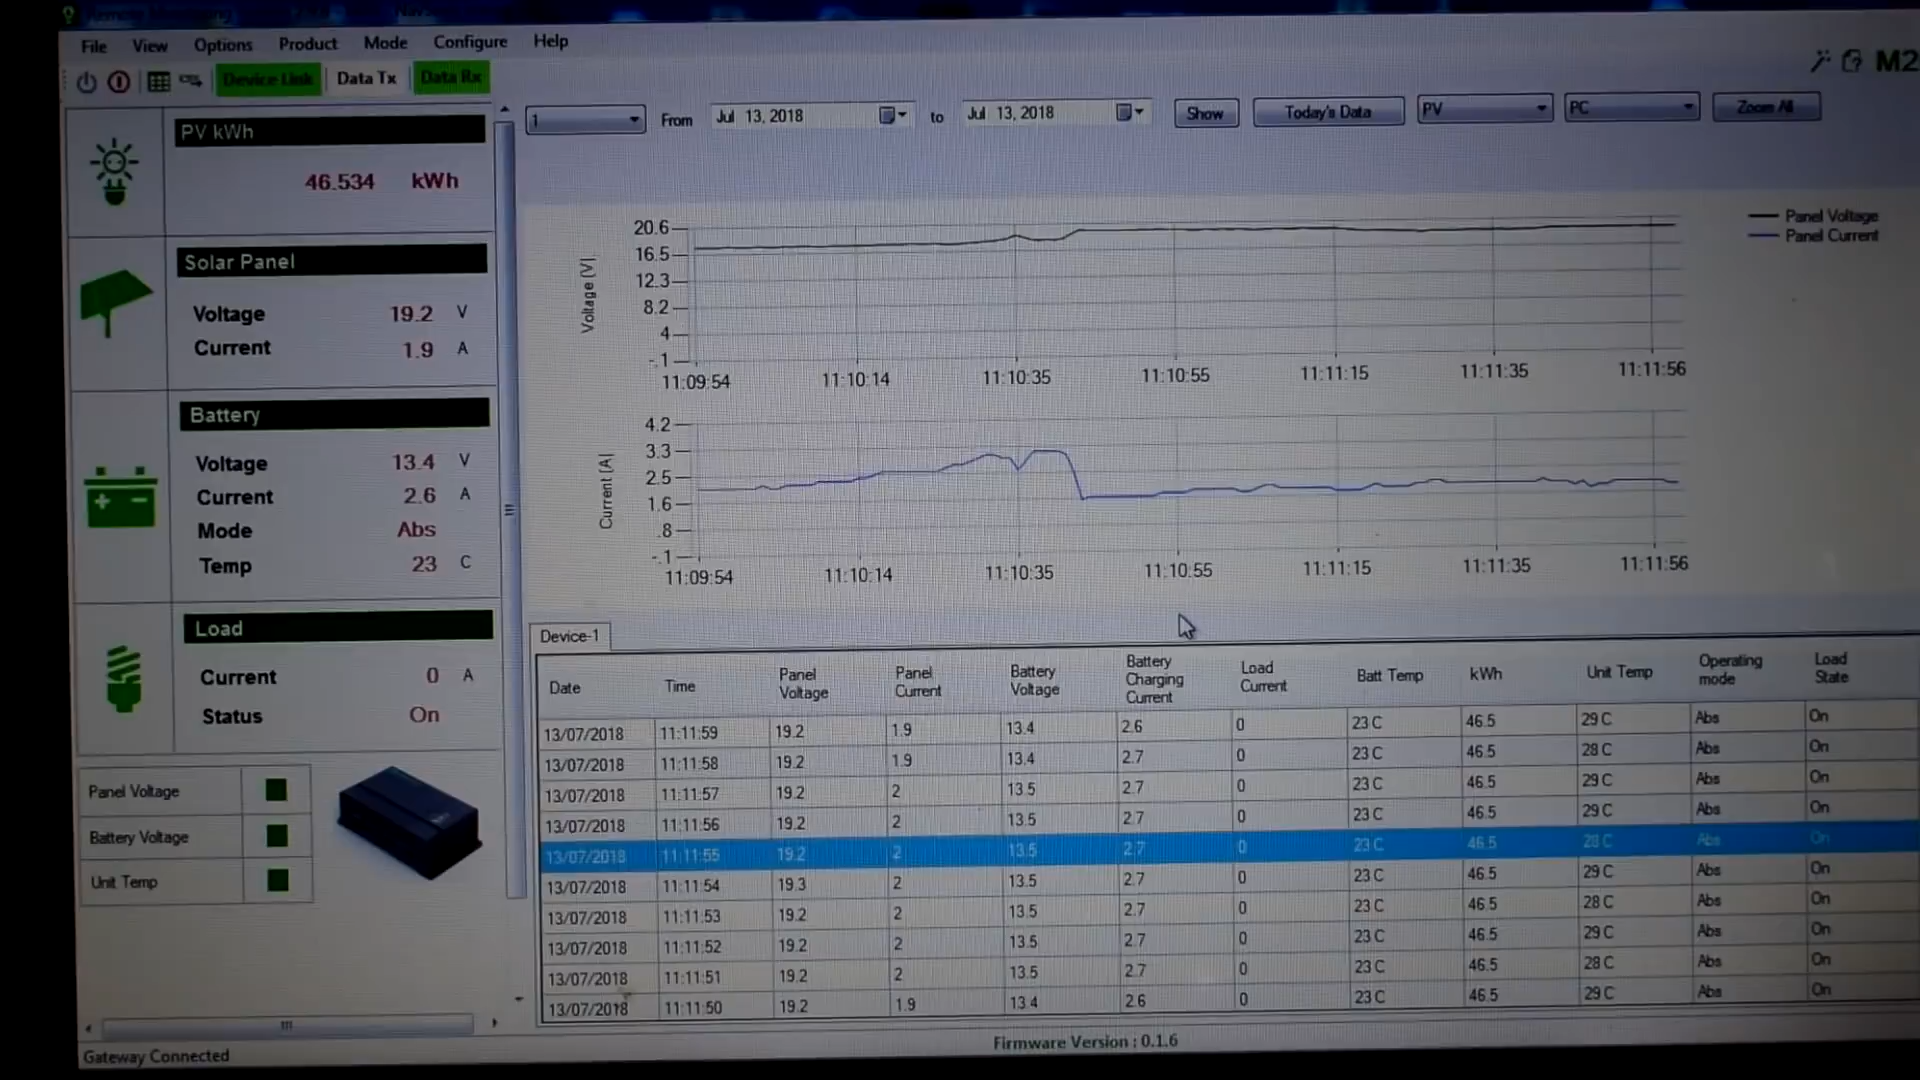 File View Options Product Mode Configure Help
Device Link Data Tx Data Rx
M2
1 From Jul 13, 2018 to Jul 13, 2018 Show Today's Data PV PC Zoom All
PV kWh
46.534 kWh
Solar Panel
Voltage 19.2 V
Current 1.9 A
Battery
Voltage 13.4 V
Current 2.6 A
Mode Abs
Temp 23 C
Load
Current 0 A
Status On
Panel Voltage
Battery Voltage
Unit Temp
Gateway Connected
Panel Voltage
Panel Current
Voltage [V]
20.6
16.5
12.3
8.2
4
-.1
11:09:54 11:10:14 11:10:35 11:10:55 11:11:15 11:11:35 11:11:56
Current [A]
4.2
3.3
2.5
1.6
.8
-.1
11:09:54 11:10:14 11:10:35 11:10:55 11:11:15 11:11:35 11:11:56
Device-1
Date Time Panel Voltage Panel Current Battery Voltage Battery Charging Current Load Current Batt Temp kWh Unit Temp Operating mode Load State
13/07/2018 11:11:59 19.2 1.9 13.4 2.6 0 23 C 46.5 29 C Abs On
13/07/2018 11:11:58 19.2 1.9 13.4 2.7 0 23 C 46.5 28 C Abs On
13/07/2018 11:11:57 19.2 2 13.5 2.7 0 23 C 46.5 29 C Abs On
13/07/2018 11:11:56 19.2 2 13.5 2.7 0 23 C 46.5 29 C Abs On
13/07/2018 11:11:55 19.2 2 13.5 2.7 0 23 C 46.5 28 C Abs On
13/07/2018 11:11:54 19.3 2 13.5 2.7 0 23 C 46.5 29 C Abs On
13/07/2018 11:11:53 19.2 2 13.5 2.7 0 23 C 46.5 28 C Abs On
13/07/2018 11:11:52 19.2 2 13.5 2.7 0 23 C 46.5 29 C Abs On
13/07/2018 11:11:51 19.2 2 13.5 2.7 0 23 C 46.5 28 C Abs On
13/07/2018 11:11:50 19.2 1.9 13.4 2.6 0 23 C 46.5 29 C Abs On
Firmware Version : 0.1.6